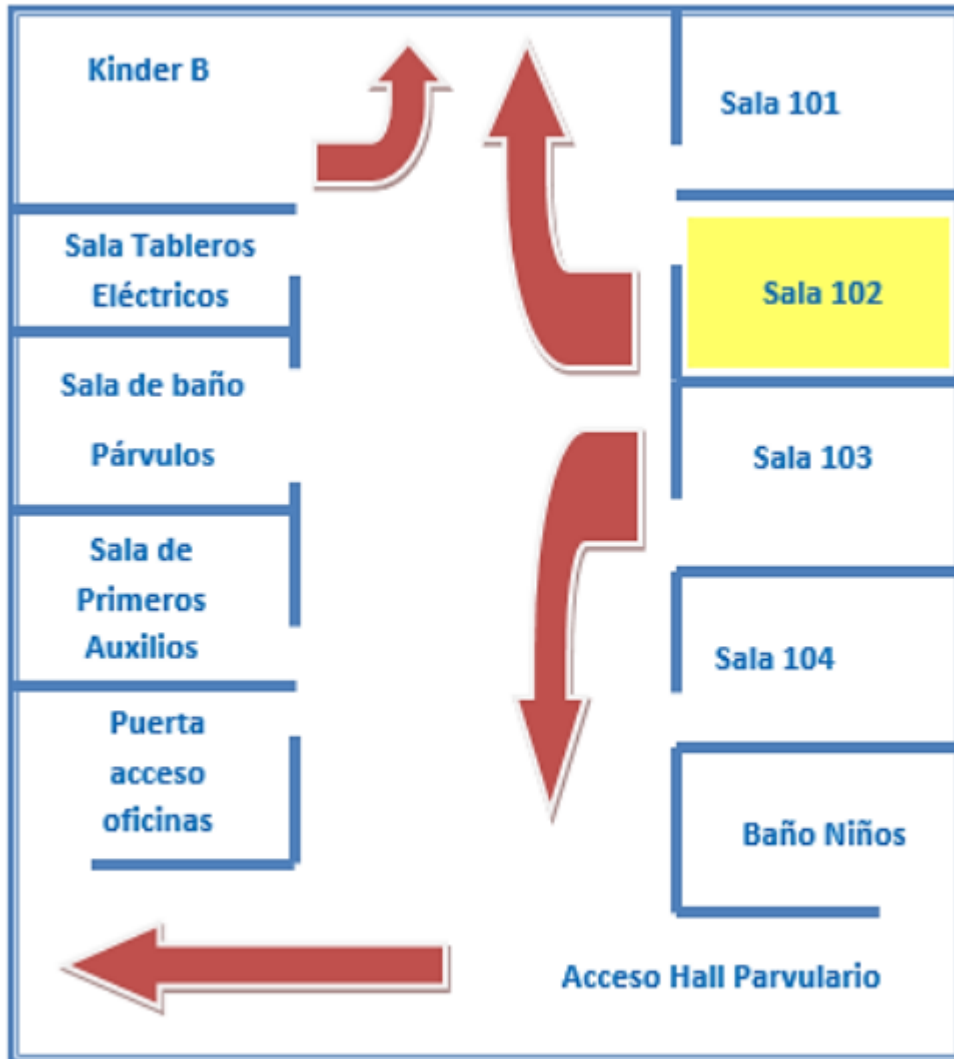 Kinder B
Sala Tableros
Eléctricos
Sala de baño
Párvulos
Sala de
Primeros
Auxilios
Puerta
acceso
oficinas
Sala 101
Sala 102
Sala 103
Sala 104
Baño Niños
Acceso Hall Parvulario